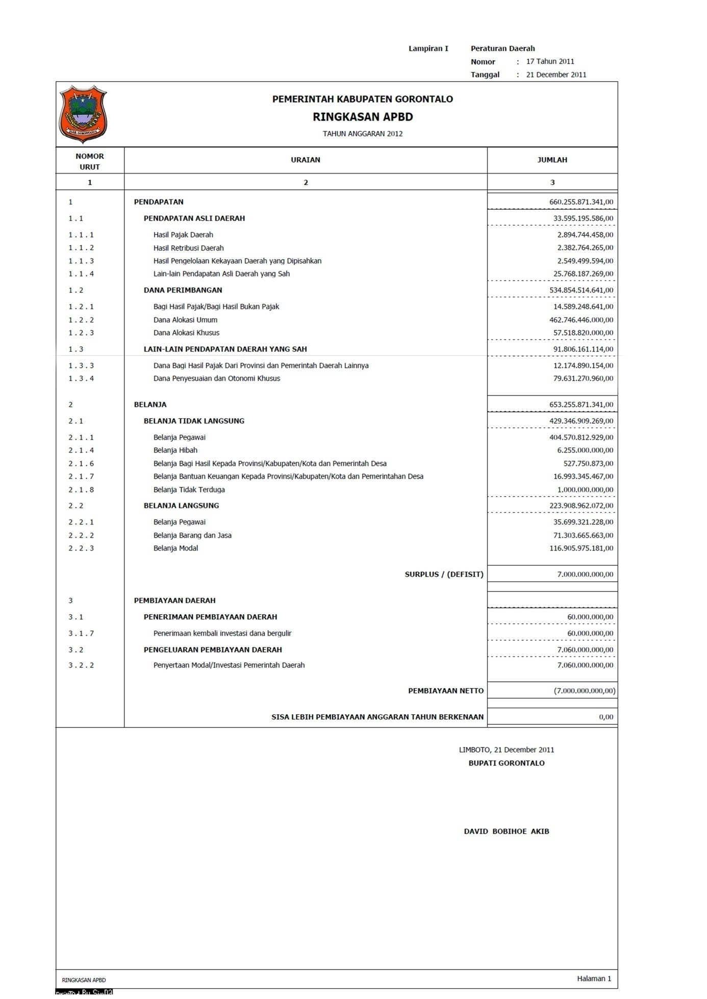 Lampiran I Peraturan Daerah
Nomor : 17 Tahun 2011
Tanggal : 21 December 2011
KAB. GORONTALO
PEMERINTAH KABUPATEN GORONTALO
RINGKASAN APBD
TAHUN ANGGARAN 2012
NOMOR URUT URAIAN JUMLAH
1 2 3
1 PENDAPATAN 660.255.871.341,00
1 . 1 PENDAPATAN ASLI DAERAH 33.595.195.586,00
1 . 1 . 1 Hasil Pajak Daerah 2.894.744.458,00
1 . 1 . 2 Hasil Retribusi Daerah 2.382.764.265,00
1 . 1 . 3 Hasil Pengelolaan Kekayaan Daerah yang Dipisahkan 2.549.499.594,00
1 . 1 . 4 Lain-lain Pendapatan Asli Daerah yang Sah 25.768.187.269,00
1 . 2 DANA PERIMBANGAN 534.854.514.641,00
1 . 2 . 1 Bagi Hasil Pajak/Bagi Hasil Bukan Pajak 14.589.248.641,00
1 . 2 . 2 Dana Alokasi Umum 462.746.446.000,00
1 . 2 . 3 Dana Alokasi Khusus 57.518.820.000,00
1 . 3 LAIN-LAIN PENDAPATAN DAERAH YANG SAH 91.806.161.114,00
1 . 3 . 3 Dana Bagi Hasil Pajak Dari Provinsi dan Pemerintah Daerah Lainnya 12.174.890.154,00
1 . 3 . 4 Dana Penyesuaian dan Otonomi Khusus 79.631.270.960,00
2 BELANJA 653.255.871.341,00
2 . 1 BELANJA TIDAK LANGSUNG 429.346.909.269,00
2 . 1 . 1 Belanja Pegawai 404.570.812.929,00
2 . 1 . 4 Belanja Hibah 6.255.000.000,00
2 . 1 . 6 Belanja Bagi Hasil Kepada Provinsi/Kabupaten/Kota dan Pemerintah Desa 527.750.873,00
2 . 1 . 7 Belanja Bantuan Keuangan Kepada Provinsi/Kabupaten/Kota dan Pemerintahan Desa 16.993.345.467,00
2 . 1 . 8 Belanja Tidak Terduga 1.000.000.000,00
2 . 2 BELANJA LANGSUNG 223.908.962.072,00
2 . 2 . 1 Belanja Pegawai 35.699.321.228,00
2 . 2 . 2 Belanja Barang dan Jasa 71.303.665.663,00
2 . 2 . 3 Belanja Modal 116.905.975.181,00
SURPLUS / (DEFISIT) 7.000.000.000,00
3 PEMBIAYAAN DAERAH
3 . 1 PENERIMAAN PEMBIAYAAN DAERAH 60.000.000,00
3 . 1 . 7 Penerimaan kembali investasi dana bergulir 60.000.000,00
3 . 2 PENGELUARAN PEMBIAYAAN DAERAH 7.060.000.000,00
3 . 2 . 2 Penyertaan Modal/Investasi Pemerintah Daerah 7.060.000.000,00
PEMBIAYAAN NETTO (7.000.000.000,00)
SISA LEBIH PEMBIAYAAN ANGGARAN TAHUN BERKENAAN 0,00
LIMBOTO, 21 December 2011
BUPATI GORONTALO
DAVID BOBIHOE AKIB
RINGKASAN APBD Halaman 1
By